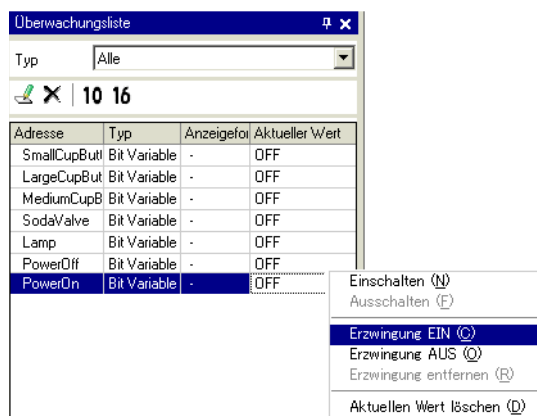 Überwachungsliste
Typ Alle
10 16
Adresse Typ Anzeigefor Aktueller Wert
SmallCupButt Bit Variable - OFF
LargeCupBut Bit Variable - OFF
MediumCupB Bit Variable - OFF
SodaValve Bit Variable - OFF
Lamp Bit Variable - OFF
PowerOff Bit Variable - OFF
PowerOn Bit Variable - OFF
Einschalten (N)
Ausschalten (F)
Erzwingung EIN (C)
Erzwingung AUS (O)
Erzwingung entfernen (R)
Aktuellen Wert löschen (D)